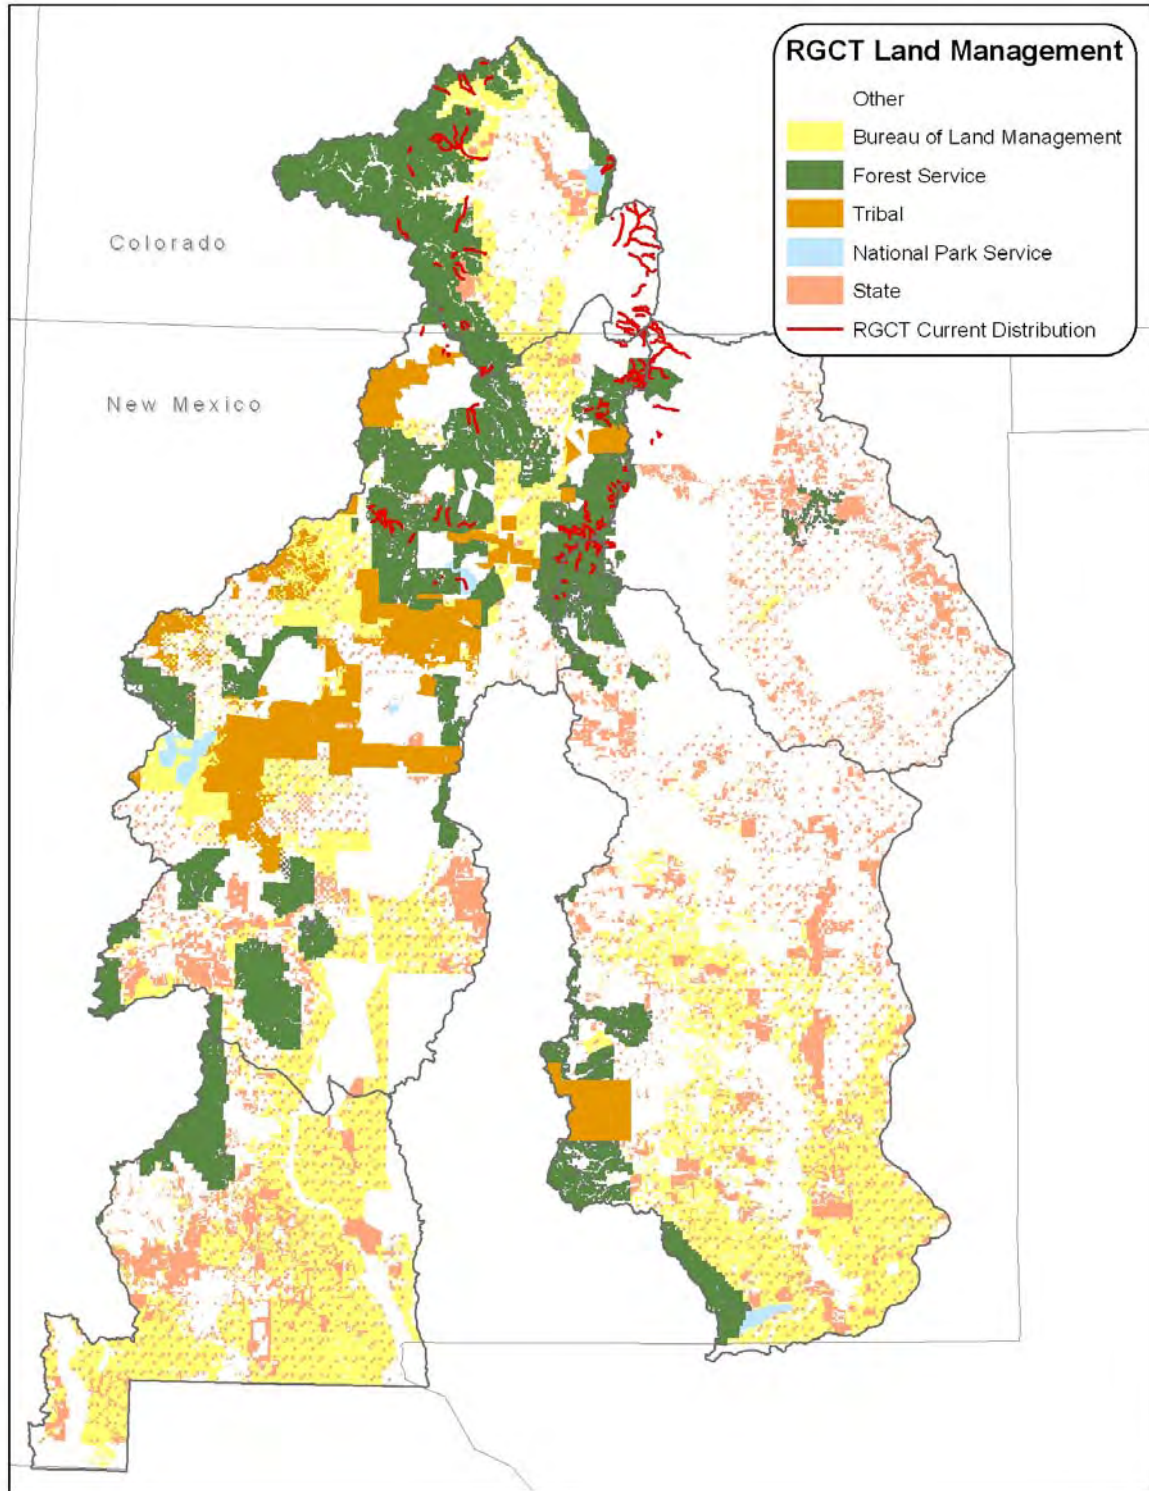 RGCT Land Management
Other
Bureau of Land Management
Forest Service
Tribal
National Park Service
State
RGCT Current Distribution
Colorado
New Mexico